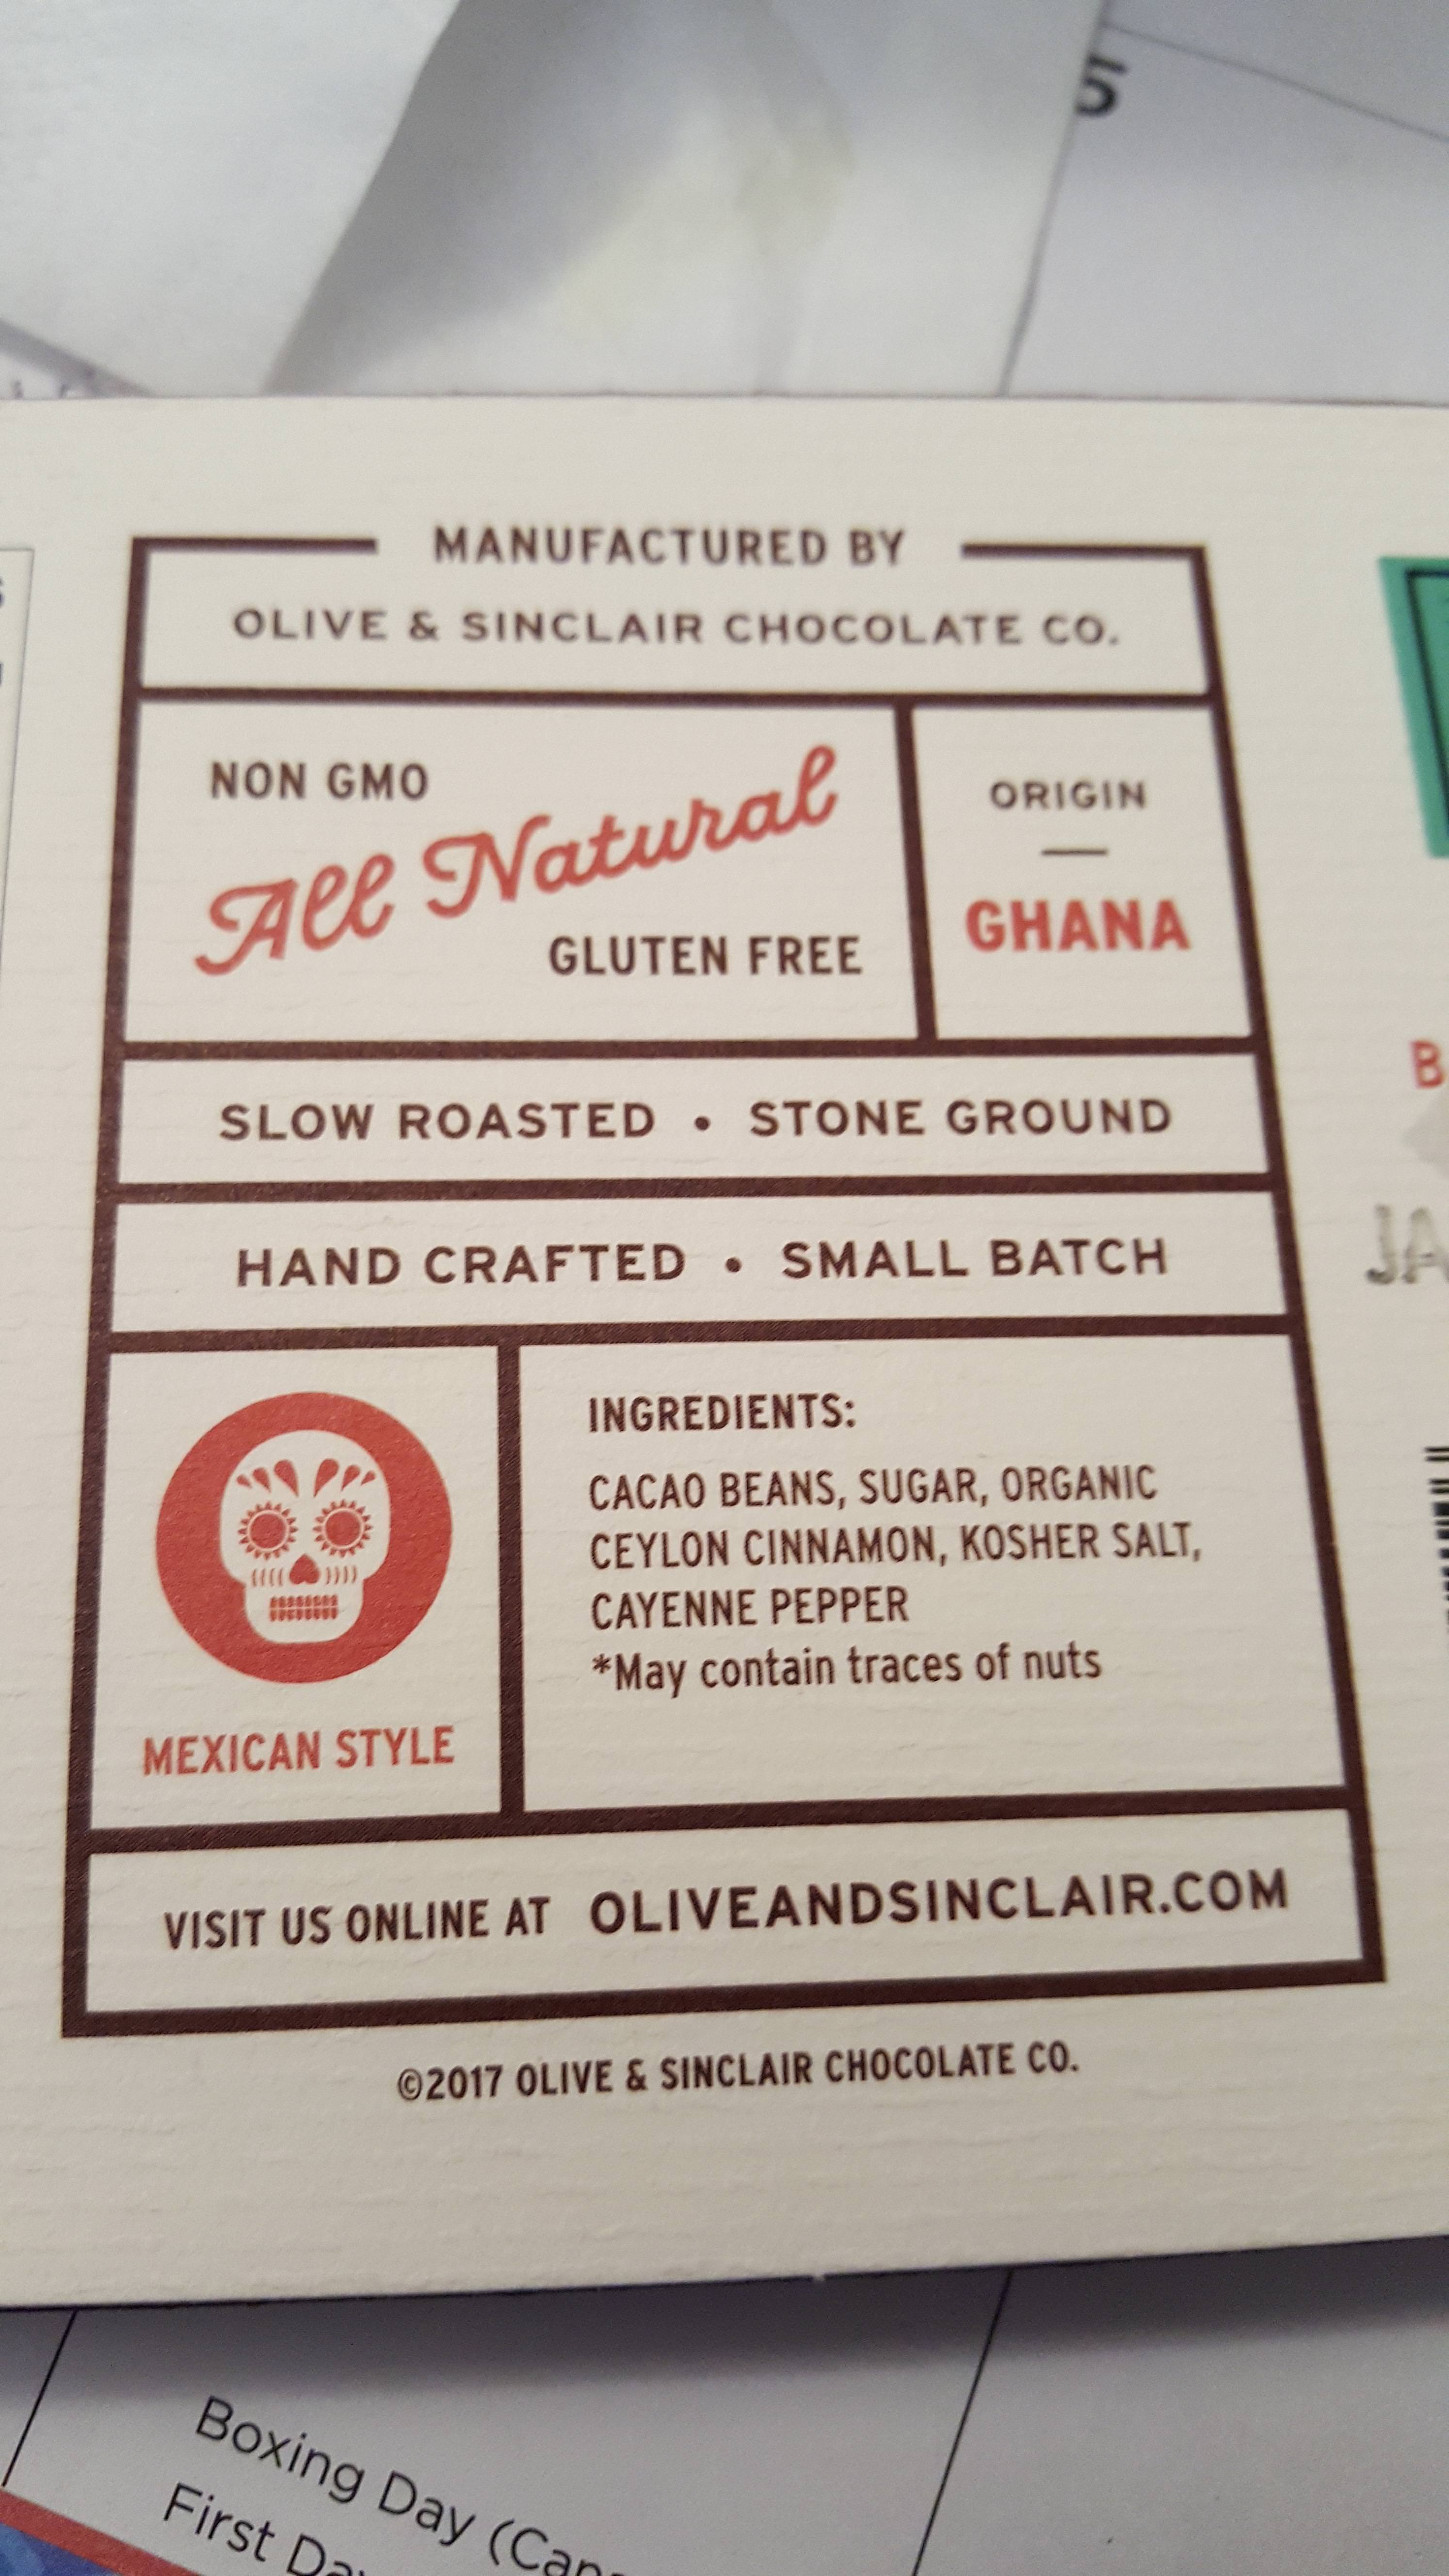 S
MANUFACTURED BY
OLIVE & SINCLAIR CHOCOLATE CO.
NON GMO
All Natural
GLUTEN FREE
ORIGIN
GHANA
SLOW ROASTED • STONE GROUND
HAND CRAFTED • SMALL BATCH
MEXICAN STYLE
INGREDIENTS:
CACAO BEANS, SUGAR, ORGANIC
CEYLON CINNAMON, KOSHER SALT,
CAYENNE PEPPER
*May contain traces of nuts
VISIT US ONLINE AT OLIVEANDSINCLAIR.COM
©2017 OLIVE & SINCLAIR CHOCOLATE CO.
B
JA
Boxing Day
First